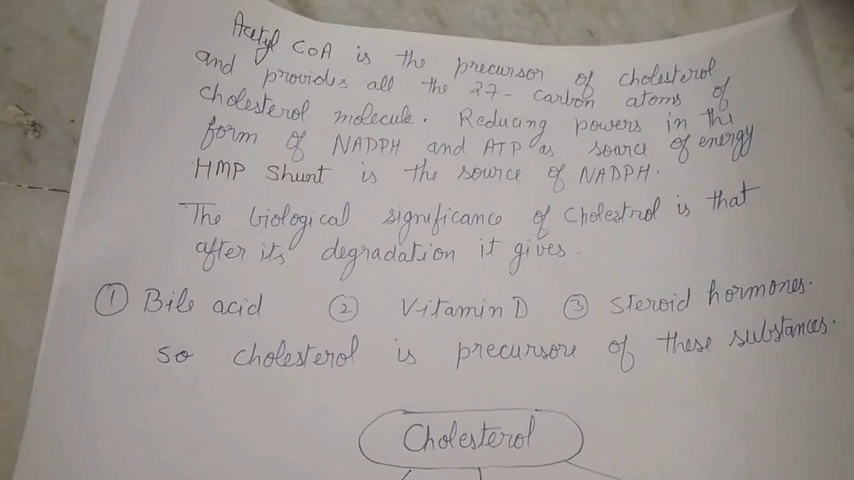 Acetyl CoA is the precursor of cholesterol
and provides all the 27- carbon atoms of
cholesterol molecule. Reducing powers in the
form of NADPH and ATP as source of energy
HMP Shunt is the source of NADPH.
The biological significance of Cholestrol is that
after its degradation it gives.
① Bile acid ② Vitamin D ③ Steroid hormones.
so cholesterol is precursore of these substances.
Cholesterol